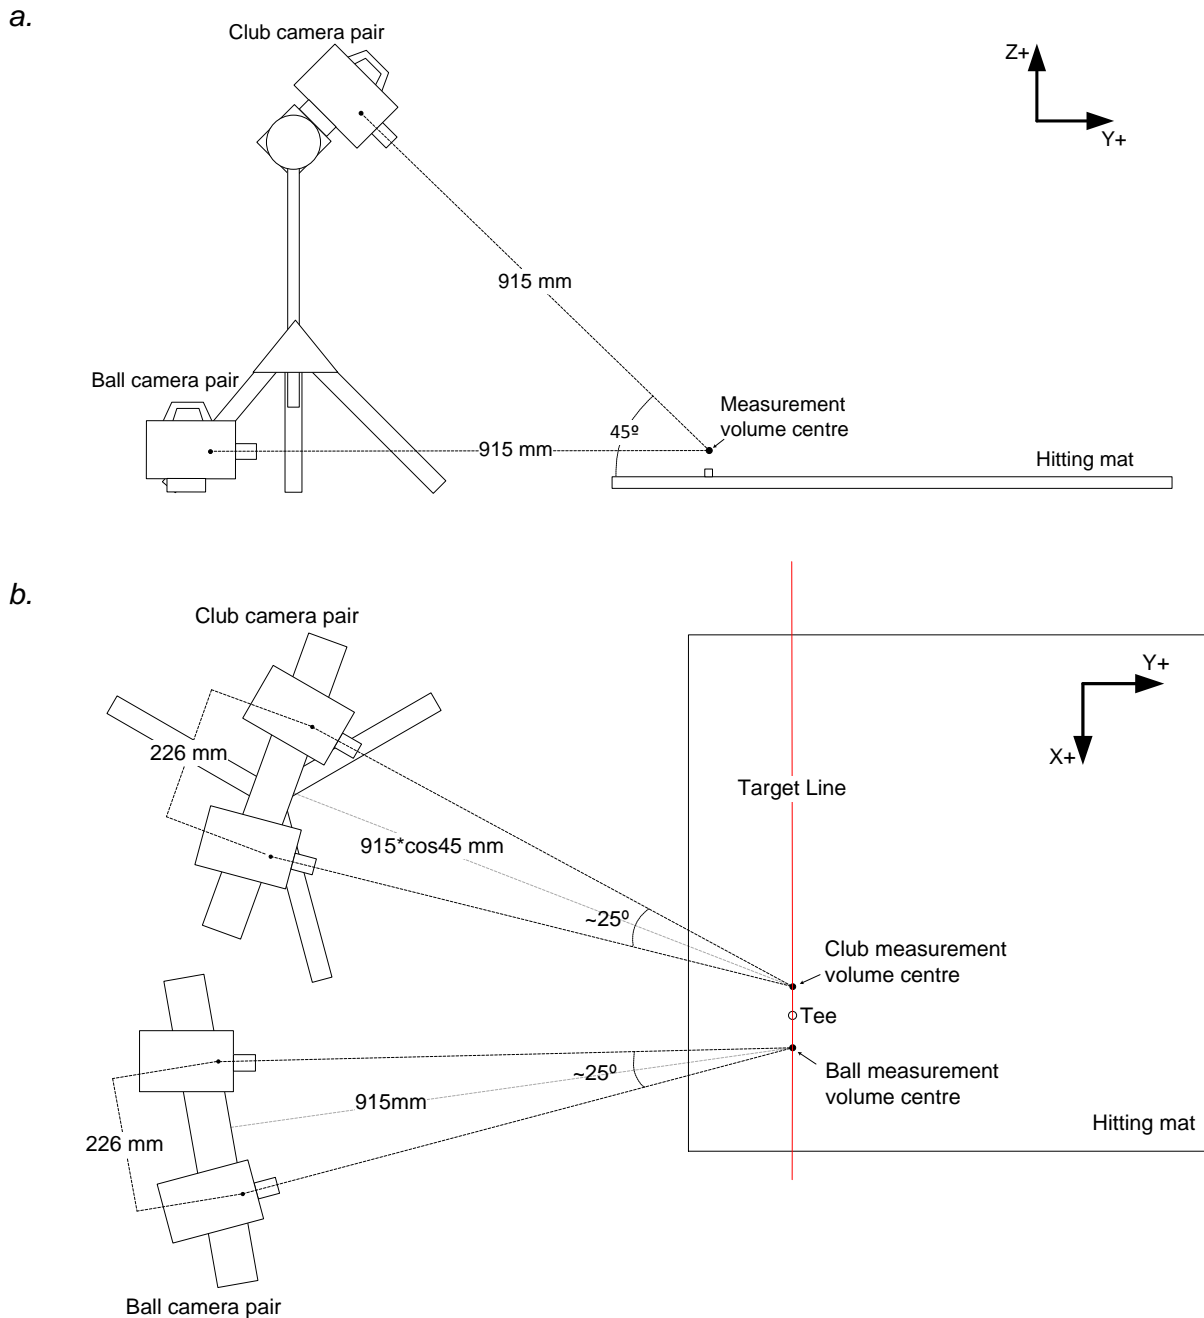 a.
Club camera pair
Z+
Y+
915 mm
Ball camera pair
Measurement
volume centre
45º
915 mm
Hitting mat
b.
Club camera pair
Y+
X+
226 mm
Target Line
915*cos45 mm
~25º
Club measurement
volume centre
Tee
~25º
Ball measurement
volume centre
915mm
226 mm
Hitting mat
Ball camera pair